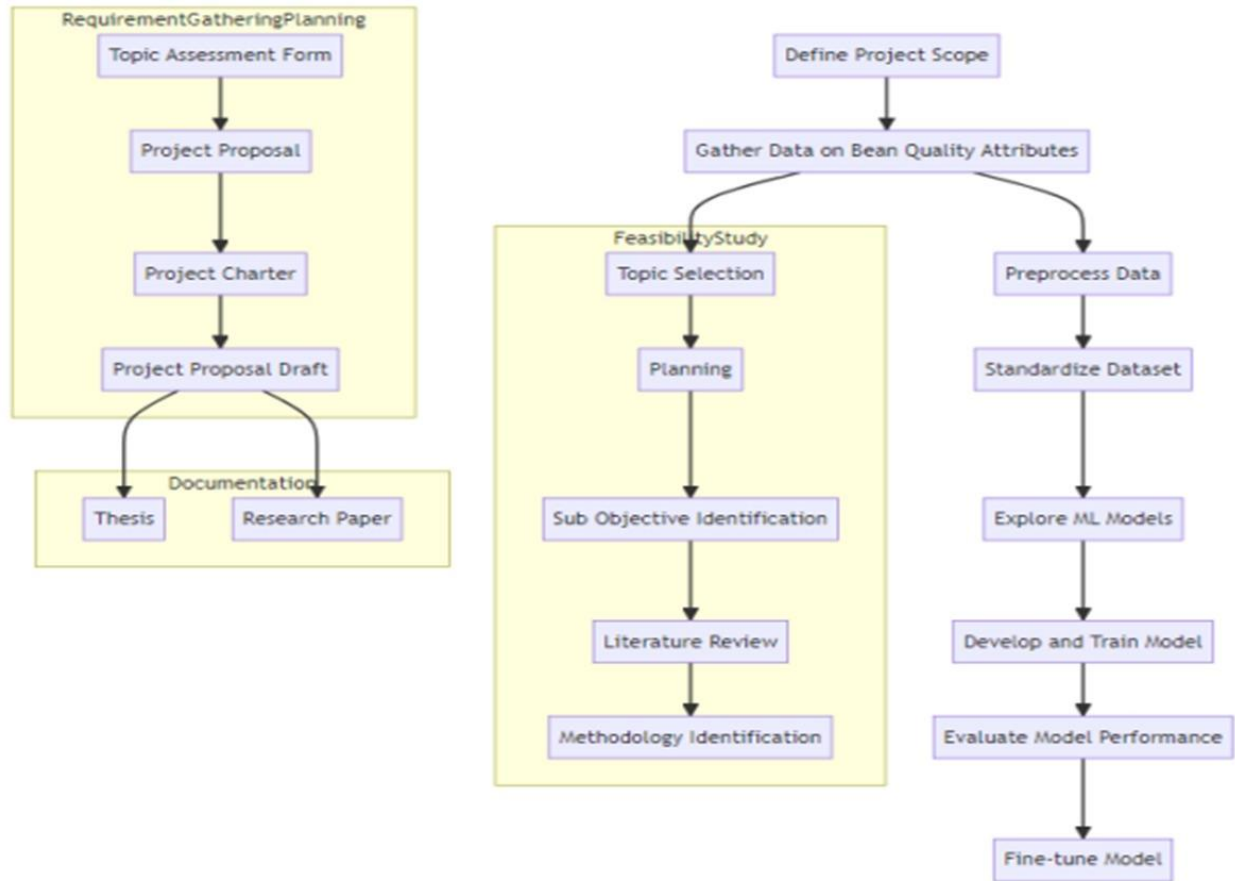 RequirementGatheringPlanning
Topic Assessment Form
Project Proposal
Project Charter
Project Proposal Draft
Documentation
Thesis
Research Paper
Define Project Scope
Gather Data on Bean Quality Attributes
FeasibilityStudy
Topic Selection
Planning
Sub Objective Identification
Literature Review
Methodology Identification
Preprocess Data
Standardize Dataset
Explore ML Models
Develop and Train Model
Evaluate Model Performance
Fine-tune Model